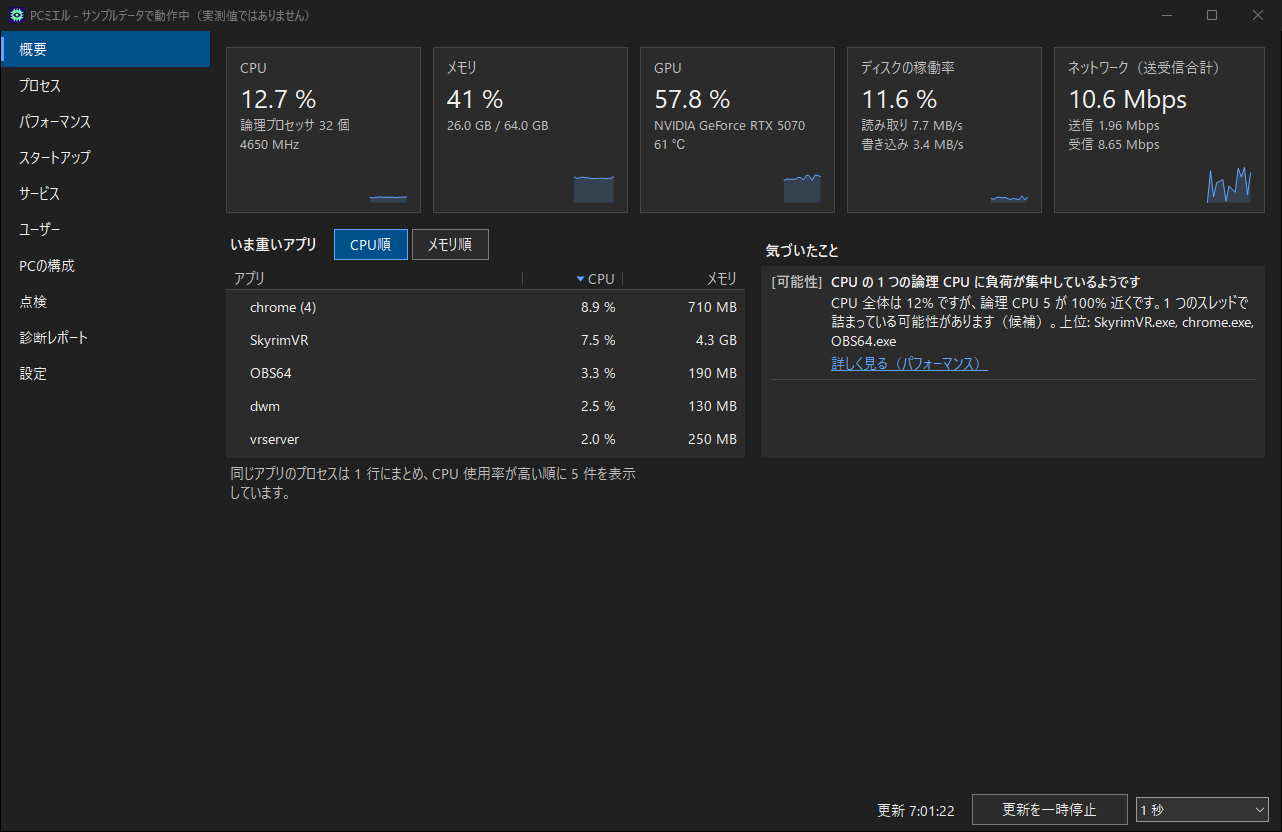 PCミエル - サンプルデータで動作中（実測値ではありません）
概要
プロセス
パフォーマンス
スタートアップ
サービス
ユーザー
PCの構成
点検
診断レポート
設定
CPU
12.7 %
論理プロセッサ 32 個
4650 MHz
メモリ
41 %
26.0 GB / 64.0 GB
GPU
57.8 %
NVIDIA GeForce RTX 5070
61 °C
ディスクの稼働率
11.6 %
読み取り 7.7 MB/s
書き込み 3.4 MB/s
ネットワーク（送受信合計）
10.6 Mbps
送信 1.96 Mbps
受信 8.65 Mbps
いま重いアプリ CPU順 メモリ順
アプリ CPU メモリ
chrome (4) 8.9 % 710 MB
SkyrimVR 7.5 % 4.3 GB
OBS64 3.3 % 190 MB
dwm 2.5 % 130 MB
vrserver 2.0 % 250 MB
同じアプリのプロセスは 1 行にまとめ、CPU 使用率が高い順に 5 件を表示
しています。
気づいたこと
[可能性] CPU の 1 つの論理 CPU に負荷が集中しているようです
CPU 全体は 12% ですが、論理 CPU 5 が 100% 近くです。1 つのスレッドで
詰まっている可能性があります（候補）。上位: SkyrimVR.exe, chrome.exe,
OBS64.exe
詳しく見る（パフォーマンス）
更新 7:01:22 更新を一時停止 1 秒